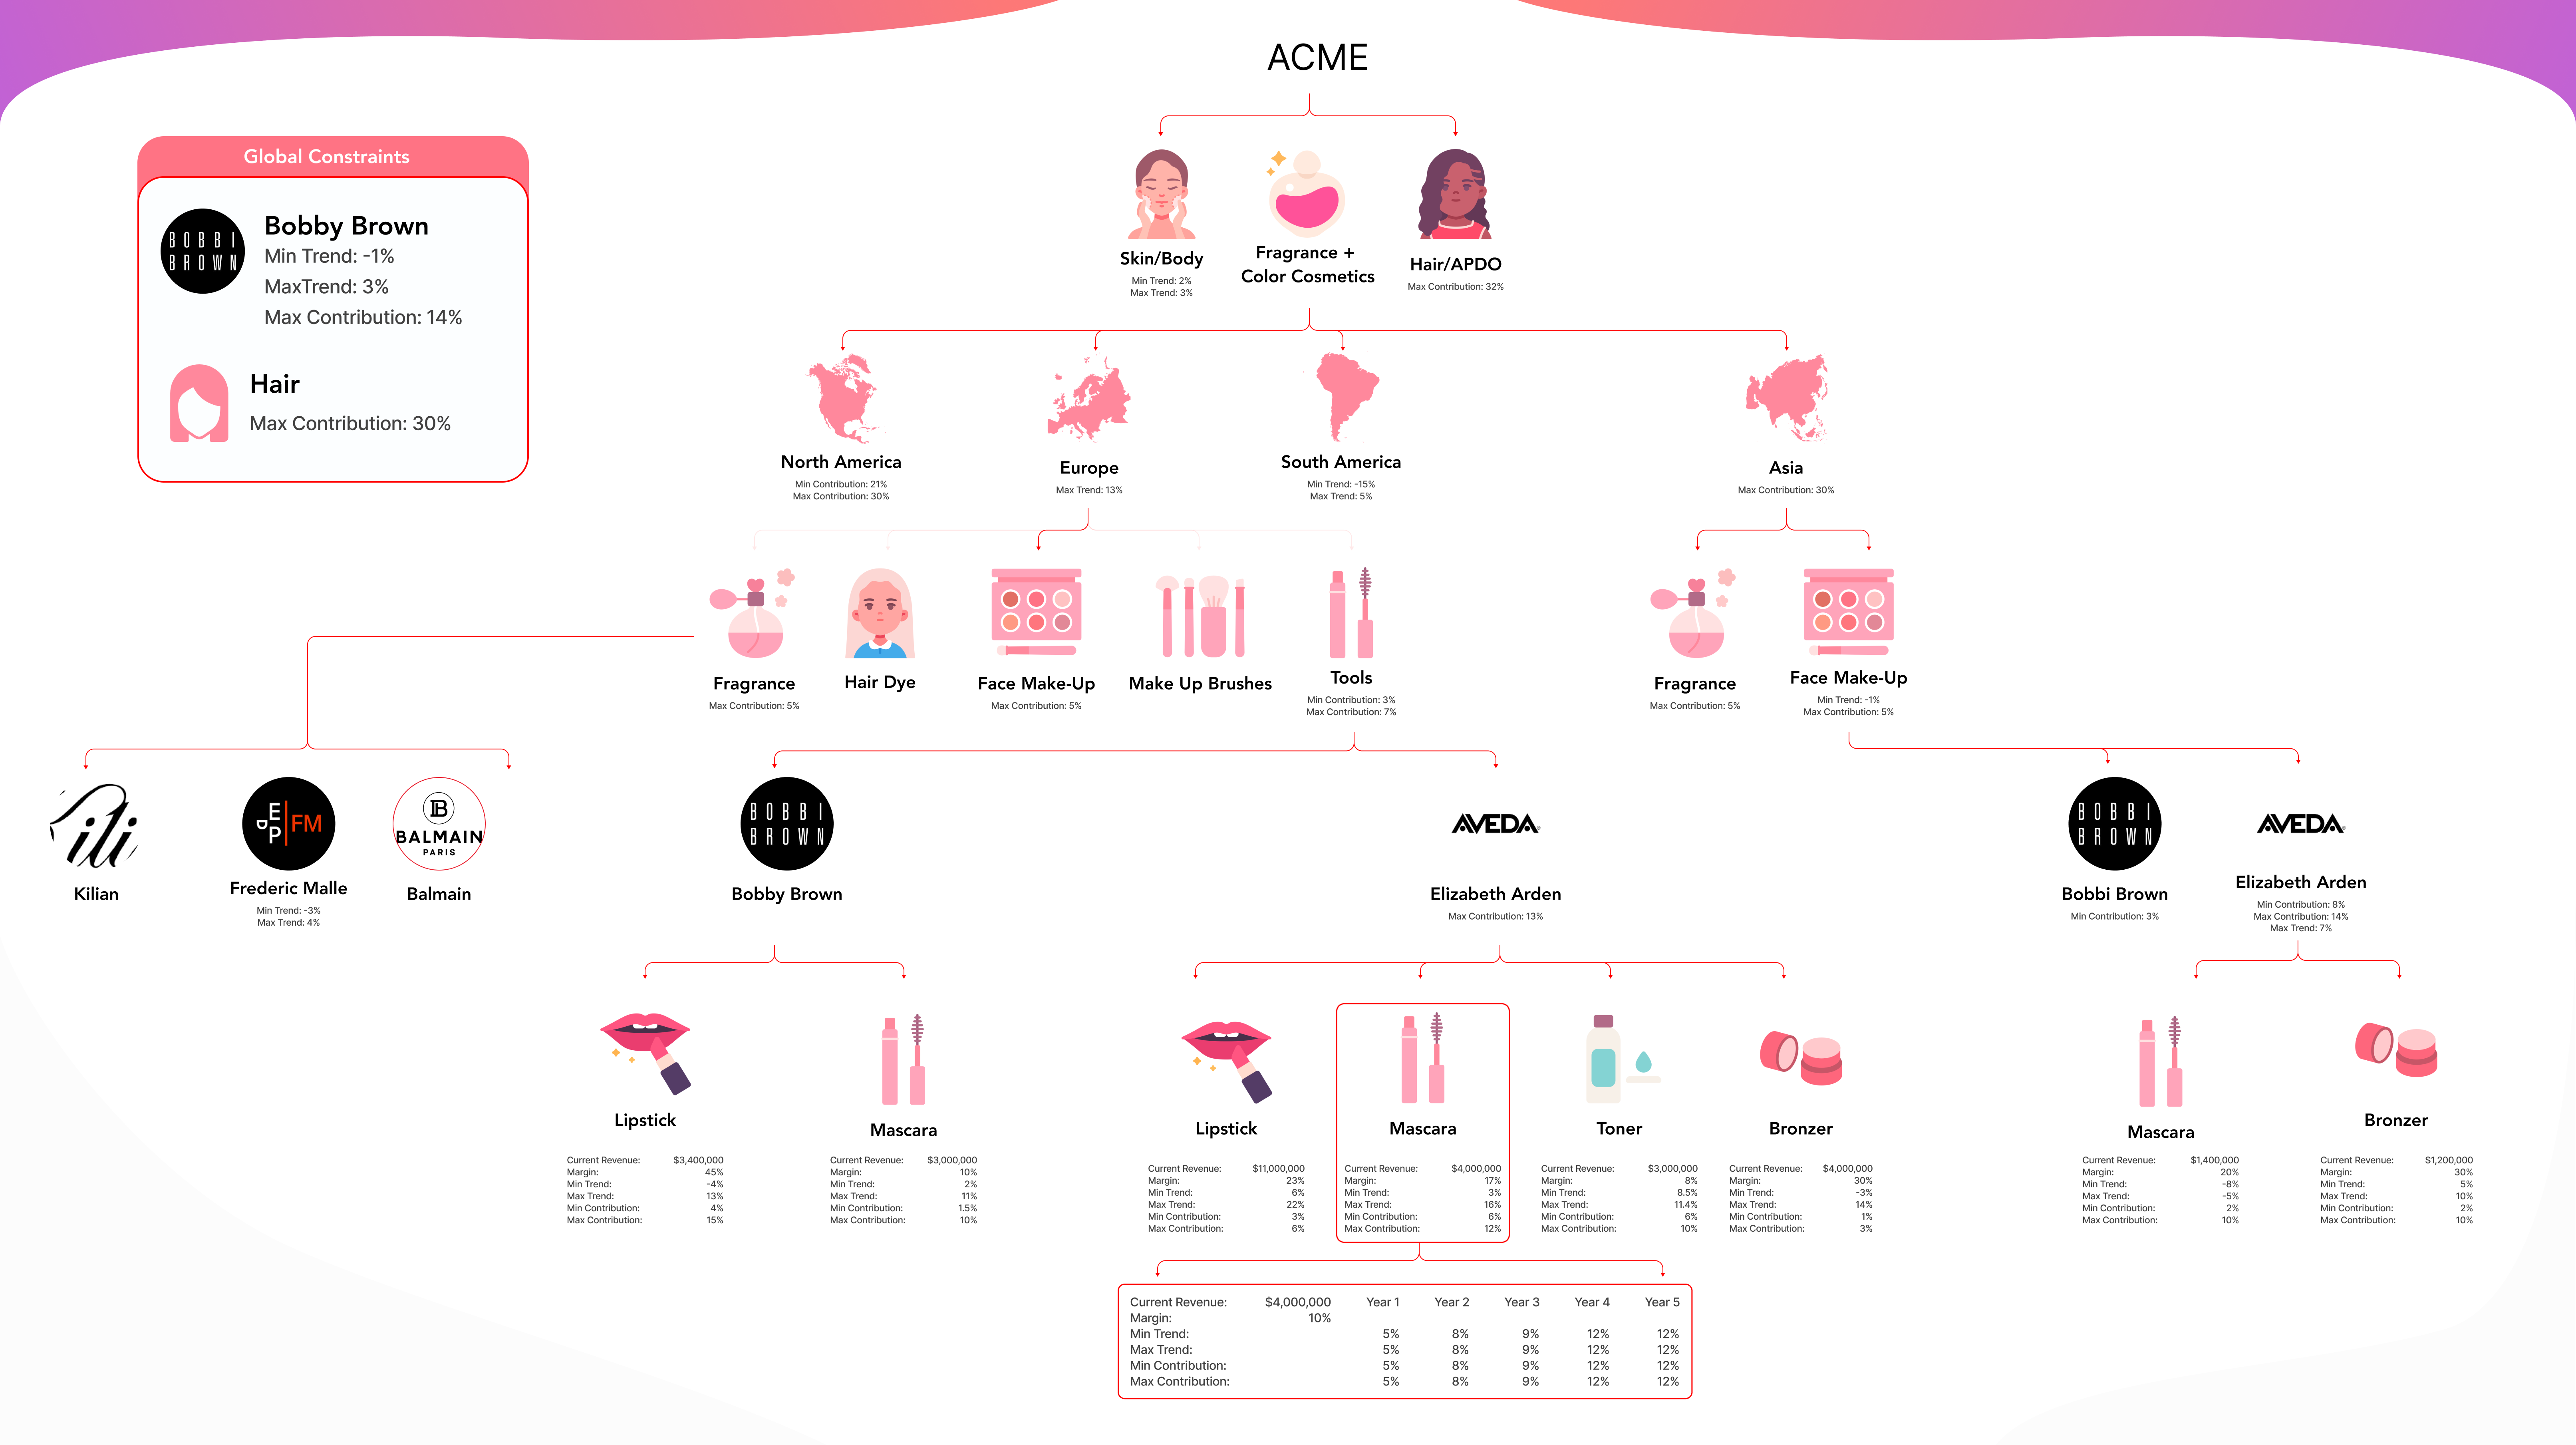 ACME
Global Constraints
BOBBI
BROWN
Bobby Brown
Min Trend: -1%
MaxTrend: 3%
Max Contribution: 14%
Hair
Max Contribution: 30%
Skin/Body
Min Trend: 2%
Max Trend: 3%
Fragrance +
Color Cosmetics
Hair/APDO
Max Contribution: 32%
North America
Min Contribution: 21%
Max Contribution: 30%
Europe
Max Trend: 13%
South America
Min Trend: -15%
Max Trend: 5%
Asia
Max Contribution: 30%
Fragrance
Max Contribution: 5%
Hair Dye
Face Make-Up
Max Contribution: 5%
Make Up Brushes
Tools
Min Contribution: 3%
Max Contribution: 7%
Fragrance
Max Contribution: 5%
Face Make-Up
Min Trend: -1%
Max Contribution: 5%
Kilian
EDP FM
Frederic Malle
Min Trend: -3%
Max Trend: 4%
B
BALMAIN
PARIS
Balmain
BOBBI
BROWN
Bobby Brown
AVEDA
Elizabeth Arden
Max Contribution: 13%
BOBBI
BROWN
Bobbi Brown
Min Contribution: 3%
AVEDA
Elizabeth Arden
Min Contribution: 8%
Max Contribution: 14%
Max Trend: 7%
Lipstick
Current Revenue: $3,400,000
Margin: 45%
Min Trend: -4%
Max Trend: 13%
Min Contribution: 4%
Max Contribution: 15%
Mascara
Current Revenue: $3,000,000
Margin: 10%
Min Trend: 2%
Max Trend: 11%
Min Contribution: 1.5%
Max Contribution: 10%
Lipstick
Current Revenue: $11,000,000
Margin: 23%
Min Trend: 6%
Max Trend: 22%
Min Contribution: 3%
Max Contribution: 6%
Mascara
Current Revenue: $4,000,000
Margin: 17%
Min Trend: 3%
Max Trend: 16%
Min Contribution: 6%
Max Contribution: 12%
Toner
Current Revenue: $3,000,000
Margin: 8%
Min Trend: 8.5%
Max Trend: 11.4%
Min Contribution: 6%
Max Contribution: 10%
Bronzer
Current Revenue: $4,000,000
Margin: 30%
Min Trend: -3%
Max Trend: 14%
Min Contribution: 1%
Max Contribution: 3%
Mascara
Current Revenue: $1,400,000
Margin: 20%
Min Trend: -8%
Max Trend: -5%
Min Contribution: 2%
Max Contribution: 10%
Bronzer
Current Revenue: $1,200,000
Margin: 30%
Min Trend: 5%
Max Trend: 10%
Min Contribution: 2%
Max Contribution: 10%
Current Revenue: $4,000,000 Year 1 Year 2 Year 3 Year 4 Year 5
Margin: 10%
Min Trend: 5% 8% 9% 12% 12%
Max Trend: 5% 8% 9% 12% 12%
Min Contribution: 5% 8% 9% 12% 12%
Max Contribution: 5% 8% 9% 12% 12%